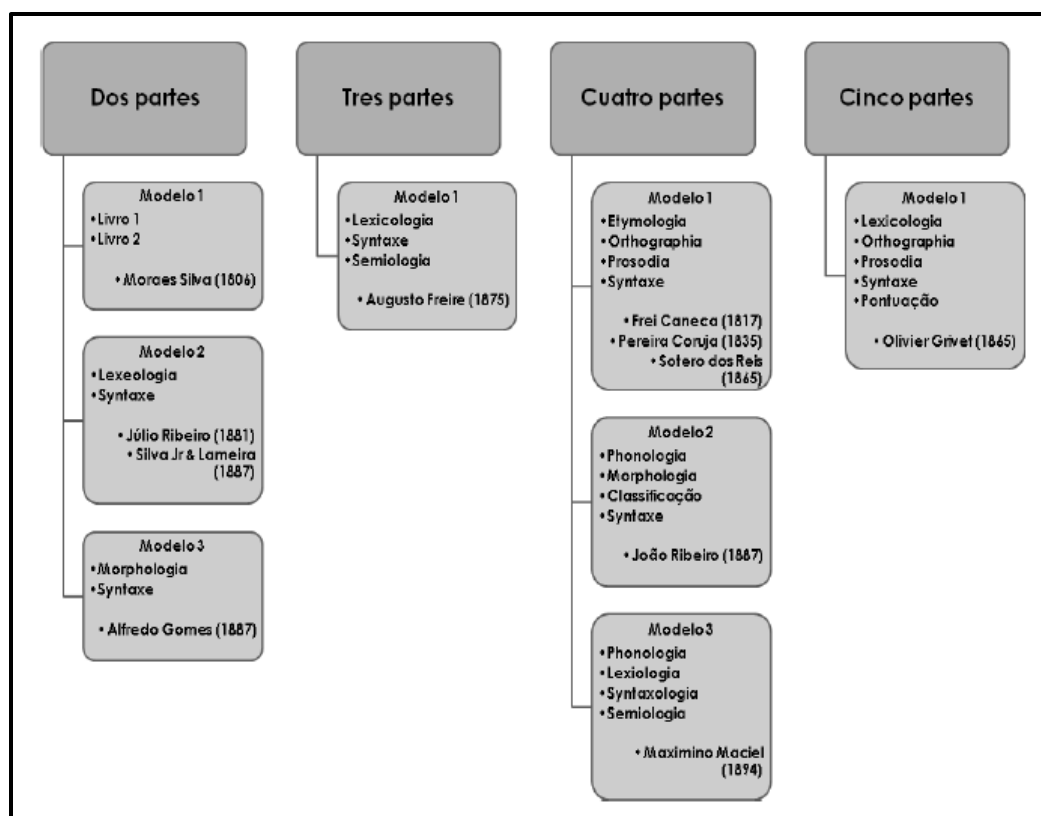 Dos partes
Modelo 1
•Livro 1
•Livro 2
• Moraes Silva (1806)
Modelo 2
•Lexeologia
•Syntaxe
• Júlio Ribeiro (1881)
• Silva Jr & Lameira
(1887)
Modelo 3
•Morphologia
•Syntaxe
• Alfredo Gomes (1887)
Tres partes
Modelo 1
•Lexicologia
•Syntaxe
•Semiologia
• Augusto Freire (1875)
Cuatro partes
Modelo 1
•Etymologia
•Orthographia
•Prosodia
•Syntaxe
• Frei Caneca (1817)
• Pereira Coruja (1835)
• Sotero dos Reis
(1865)
Modelo 2
•Phonologia
•Morphologia
•Classificação
•Syntaxe
• João Ribeiro (1887)
Modelo 3
•Phonologia
•Lexiologia
•Syntaxologia
•Semiologia
• Maximino Maciel
(1894)
Cinco partes
Modelo 1
•Lexicologia
•Orthographia
•Prosodia
•Syntaxe
•Pontuação
• Olivier Grivet (1865)